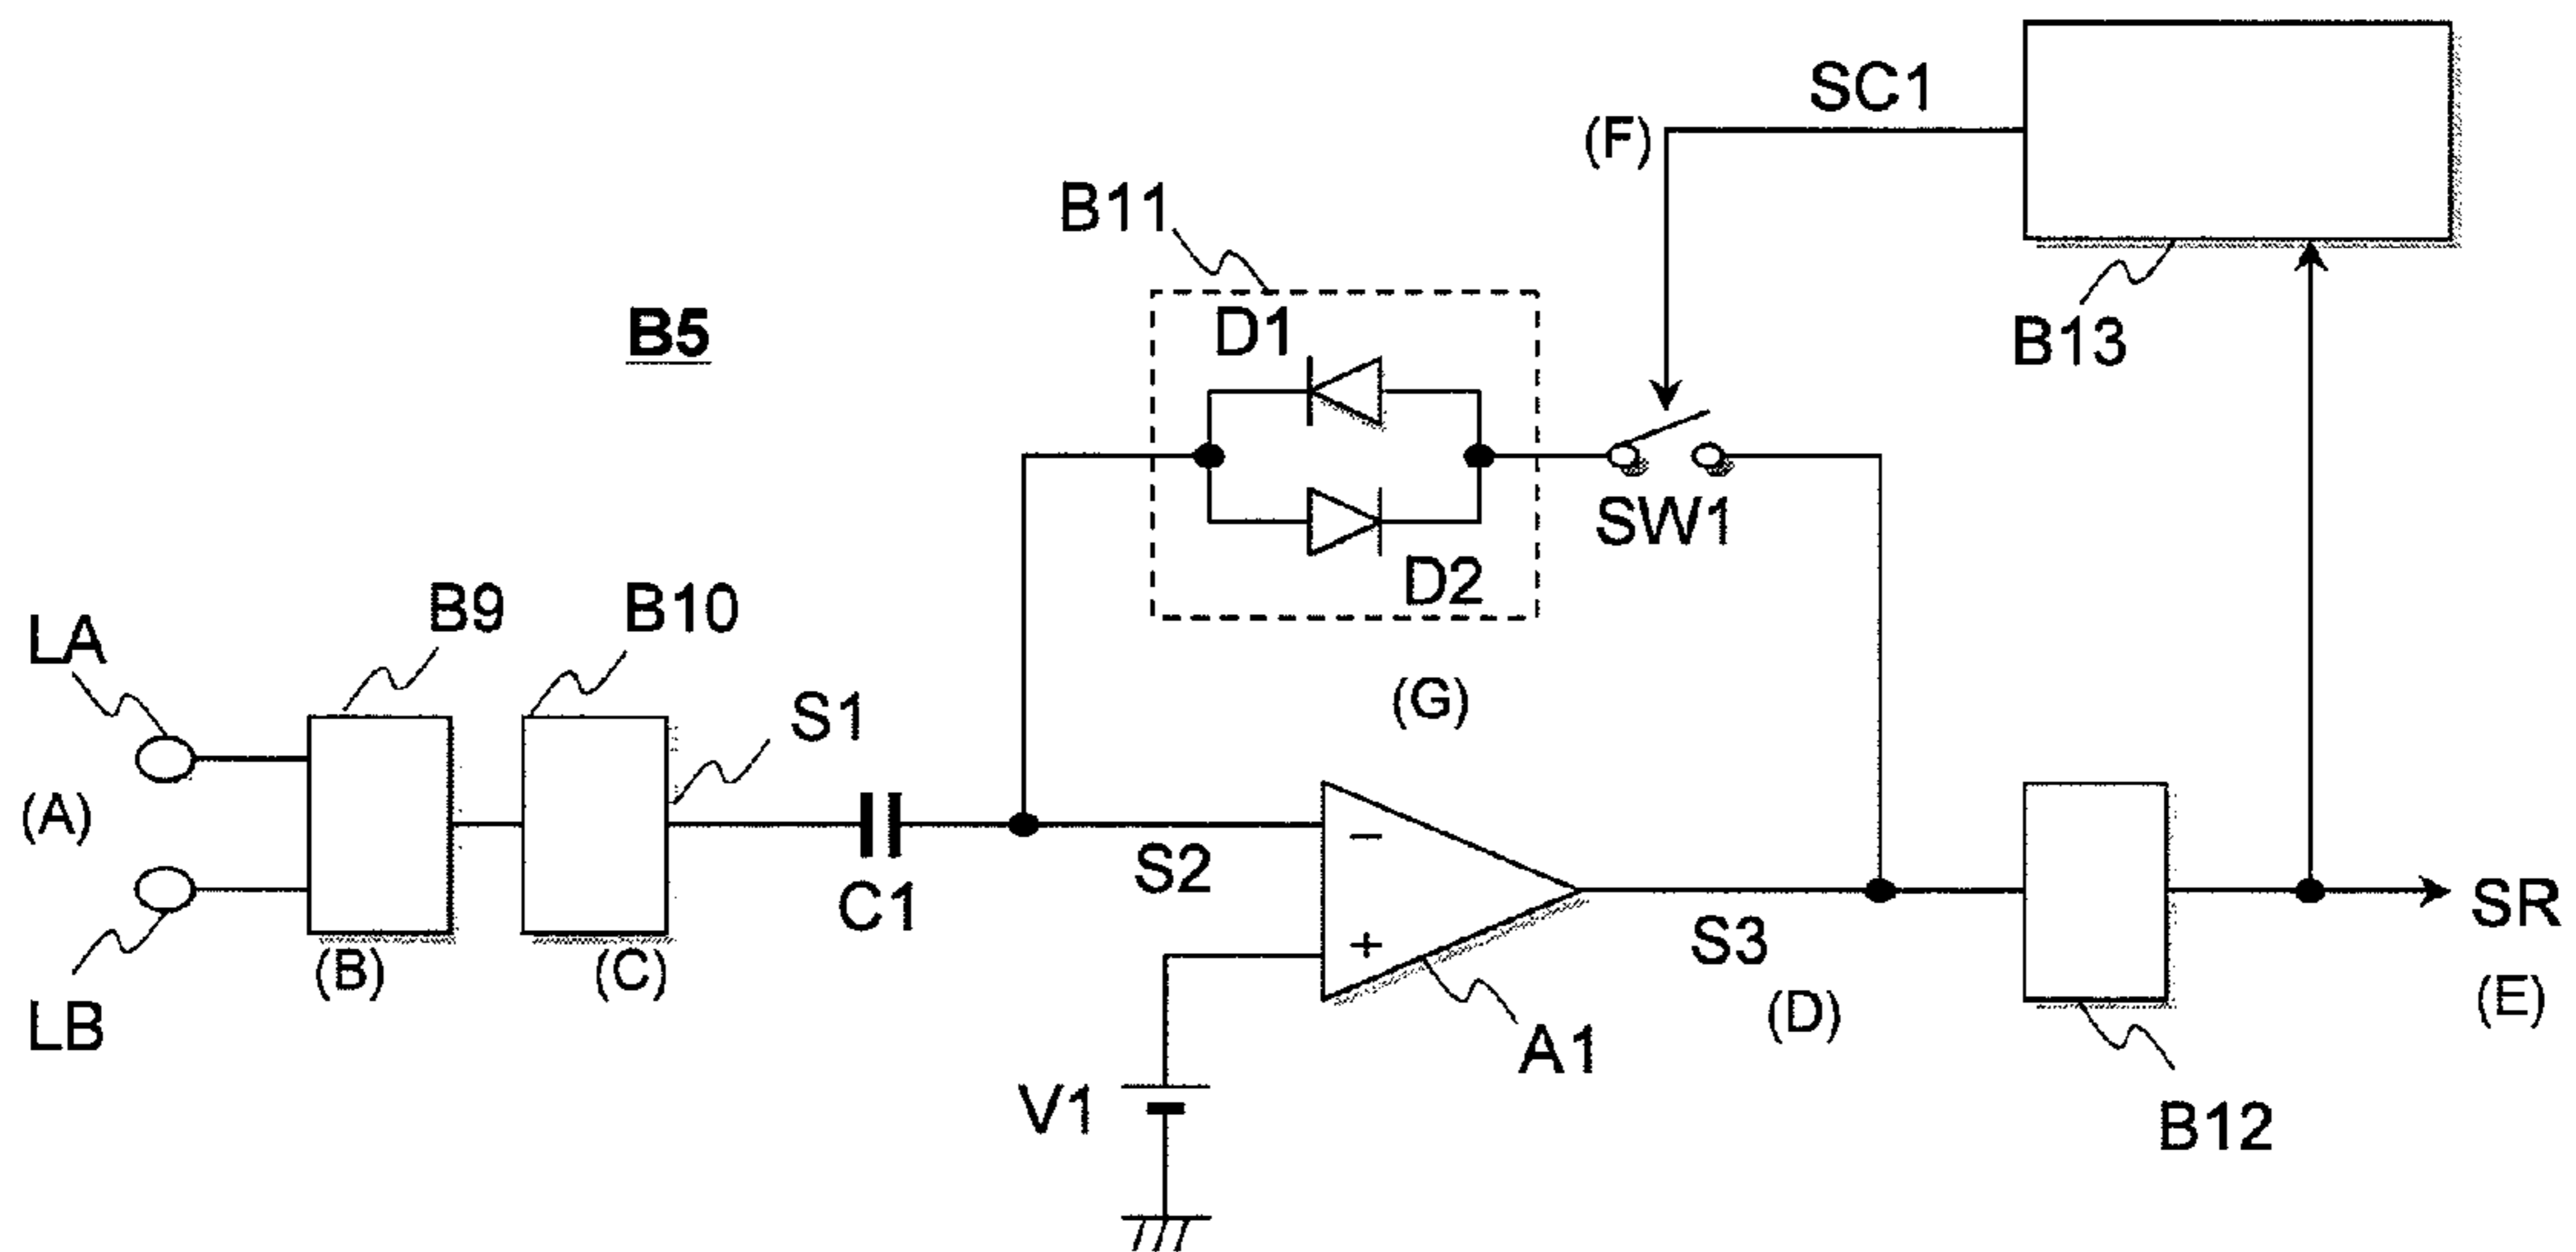 SC1
(F)
B11
D1
B5
B13
SW1
D2
B9
B10
LA
S1
(G)
(A)
−
S2
C1
+
SR
S3
(B)
(C)
(E)
LB
(D)
A1
V1
B12